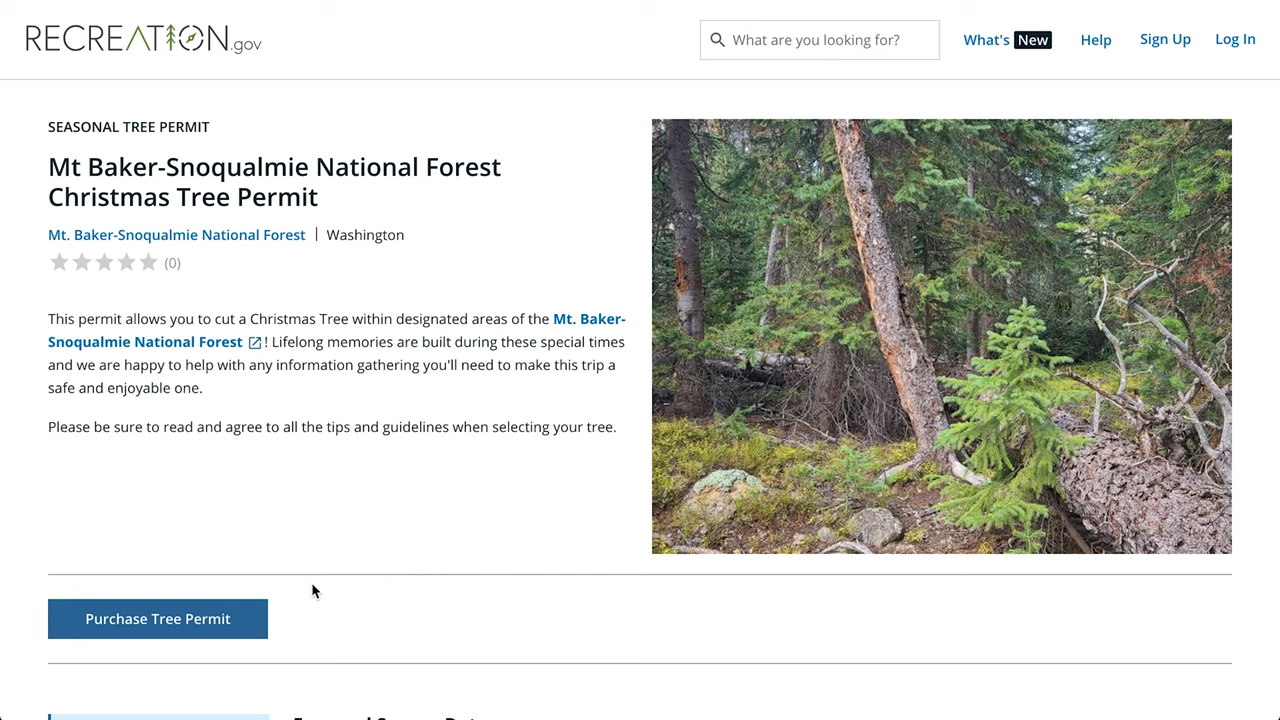 RECREATION.gov
What are you looking for?
What's New
Help
Sign Up
Log In
SEASONAL TREE PERMIT
Mt Baker-Snoqualmie National Forest
Christmas Tree Permit
Mt. Baker-Snoqualmie National Forest | Washington
(0)
This permit allows you to cut a Christmas Tree within designated areas of the Mt. Baker-
Snoqualmie National Forest ! Lifelong memories are built during these special times
and we are happy to help with any information gathering you'll need to make this trip a
safe and enjoyable one.
Please be sure to read and agree to all the tips and guidelines when selecting your tree.
Purchase Tree Permit